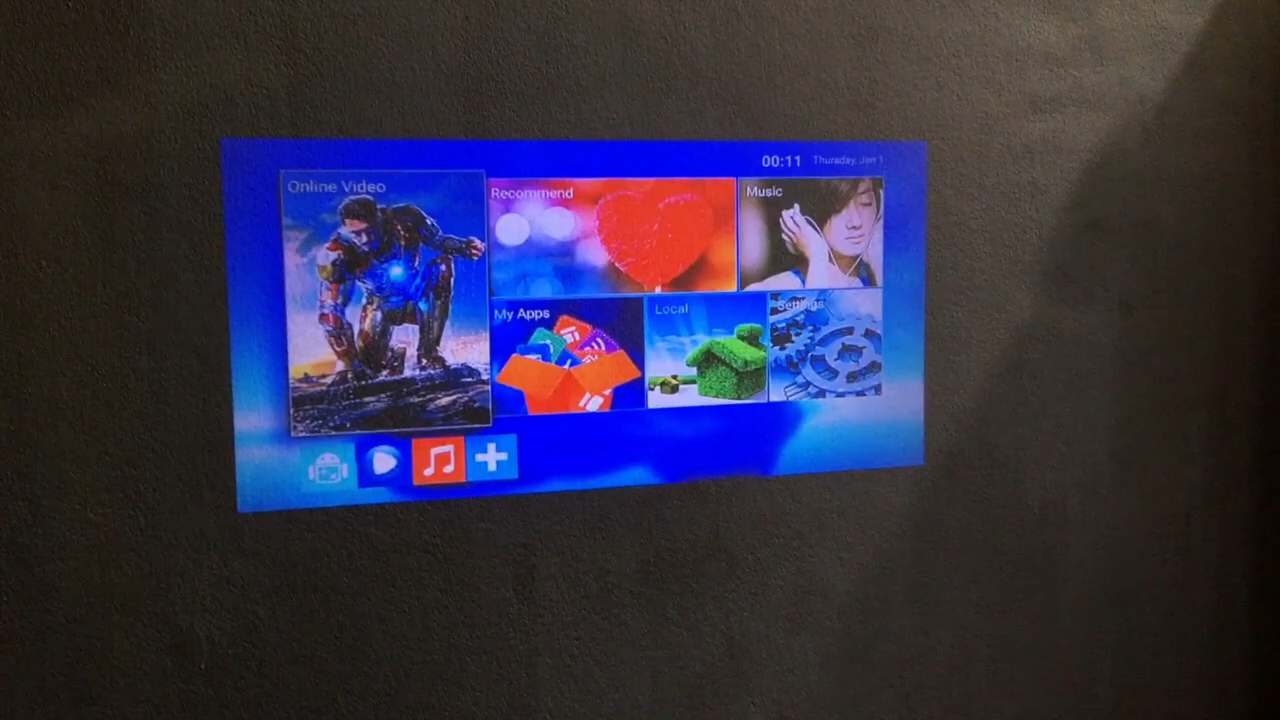 00:11 Thursday, Jan 1
Online Video
Recommend
Music
My Apps
Local
Settings